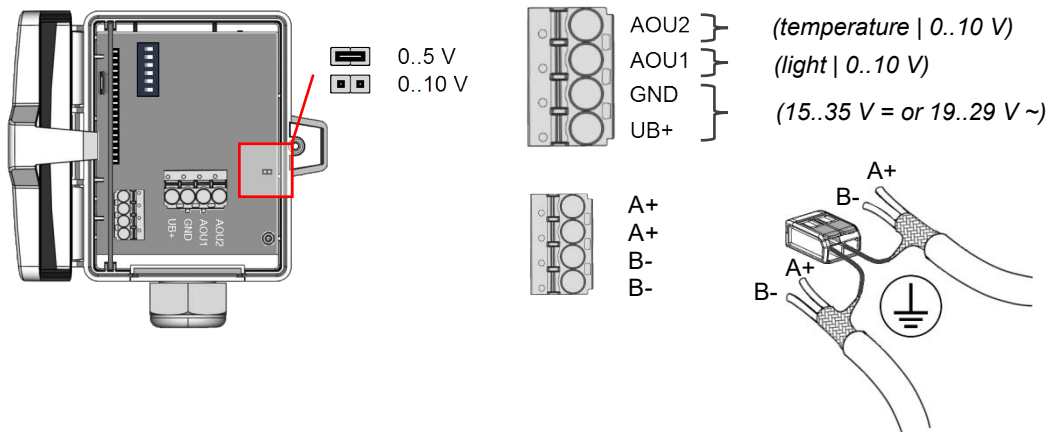 0..5 V
0..10 V
UB+
GND
AOU1
AOU2
AOU2 (temperature | 0..10 V)
AOU1 (light | 0..10 V)
GND
UB+
(15..35 V = or 19..29 V ~)
A+
A+
B-
B-
A+
B-
A+
B-